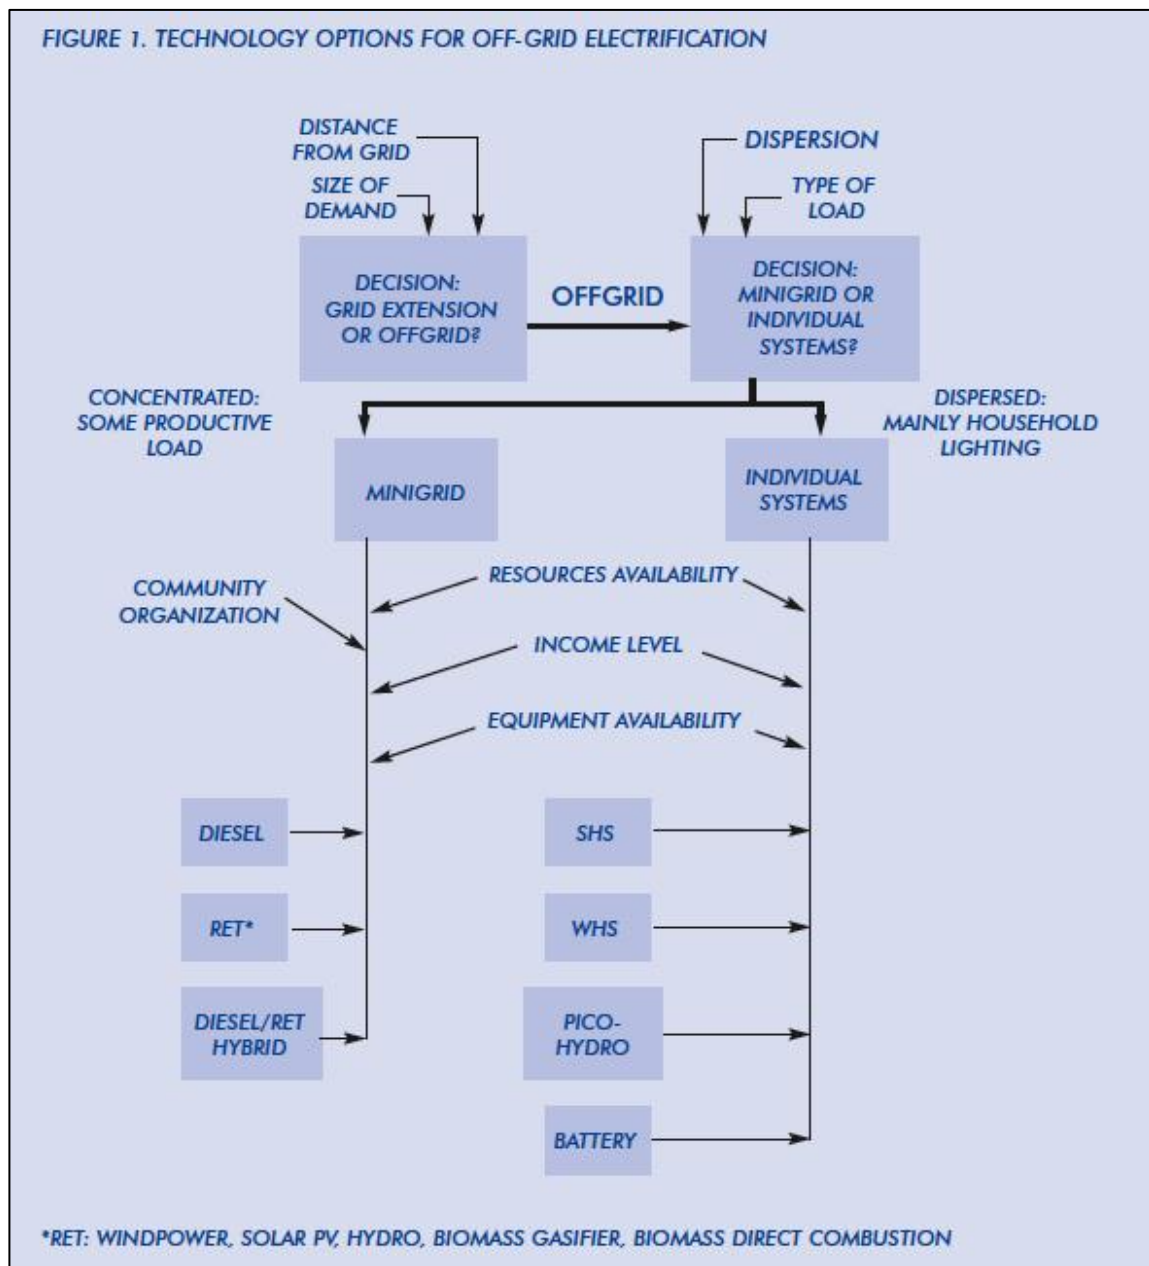 FIGURE 1. TECHNOLOGY OPTIONS FOR OFF-GRID ELECTRIFICATION
DISTANCE
FROM GRID
SIZE OF
DEMAND
DISPERSION
TYPE OF
LOAD
DECISION:
GRID EXTENSION
OR OFFGRID?
OFFGRID
DECISION:
MINIGRID OR
INDIVIDUAL
SYSTEMS?
CONCENTRATED:
SOME PRODUCTIVE
LOAD
DISPERSED:
MAINLY HOUSEHOLD
LIGHTING
MINIGRID
INDIVIDUAL
SYSTEMS
COMMUNITY
ORGANIZATION
RESOURCES AVAILABILITY
INCOME LEVEL
EQUIPMENT AVAILABILITY
DIESEL
RET*
DIESEL/RET
HYBRID
SHS
WHS
PICO-
HYDRO
BATTERY
*RET: WINDPOWER, SOLAR PV, HYDRO, BIOMASS GASIFIER, BIOMASS DIRECT COMBUSTION